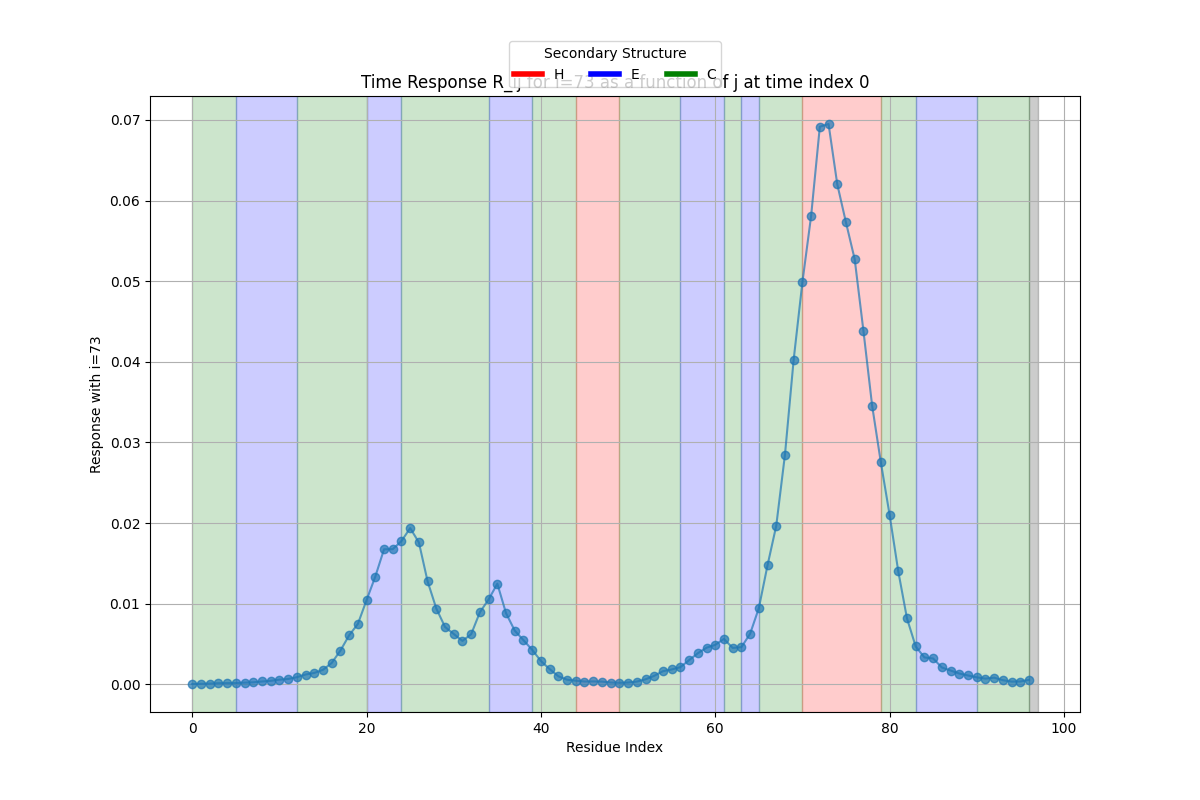 Secondary Structure
H E C
Time Response R_ij for i=73 as a function of j at time index 0
0.07
0.06
0.05
0.04
0.03
0.02
0.01
0.00
Response with i=73
0 20 40 60 80 100
Residue Index